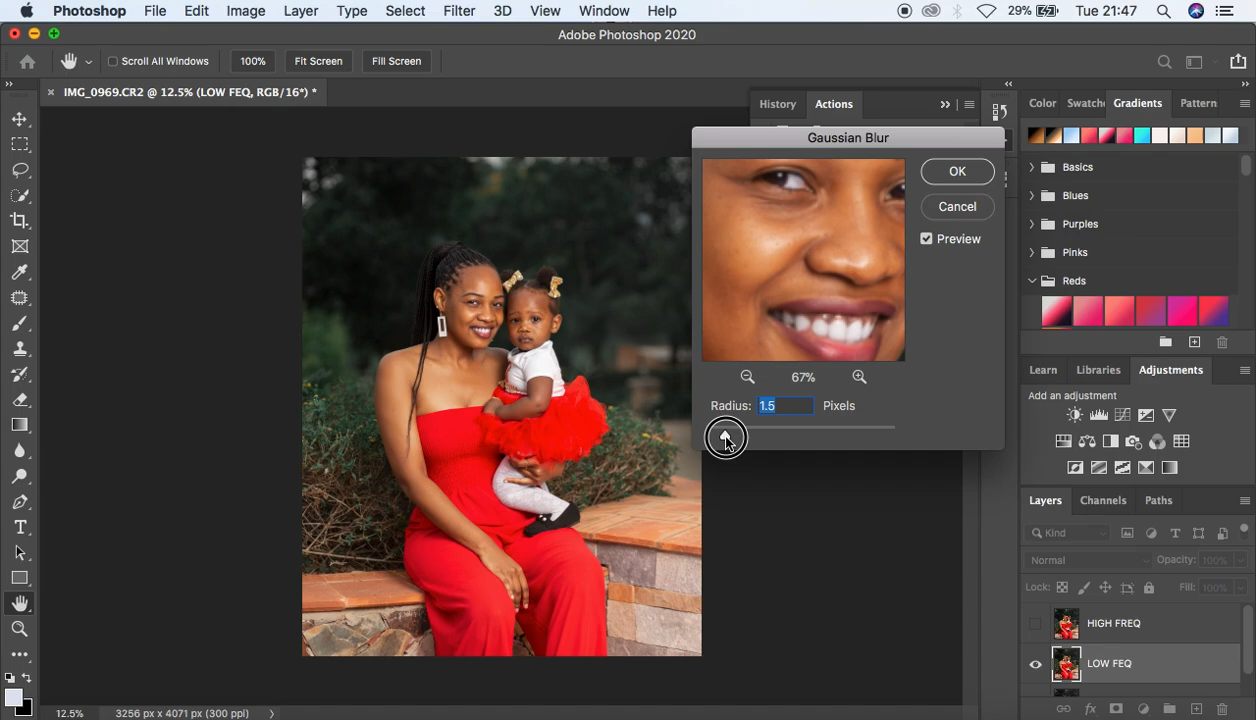 Photoshop File Edit Image Layer Type Select Filter 3D View Window Help 29% Tue 21:47
Adobe Photoshop 2020
Scroll All Windows 100% Fit Screen Fill Screen
IMG_0969.CR2 @ 12.5% (LOW FEQ, RGB/16*) *
History Actions
Color Swatche Gradients Pattern
Gaussian Blur
OK
Cancel
Preview
67%
Radius: 1.5 Pixels
Basics
Blues
Purples
Pinks
Reds
Learn Libraries Adjustments
Add an adjustment
Layers Channels Paths
Kind
Normal Opacity: 100%
Lock: Fill: 100%
HIGH FREQ
LOW FEQ
fx
12.5% 3256 px x 4071 px (300 ppi)